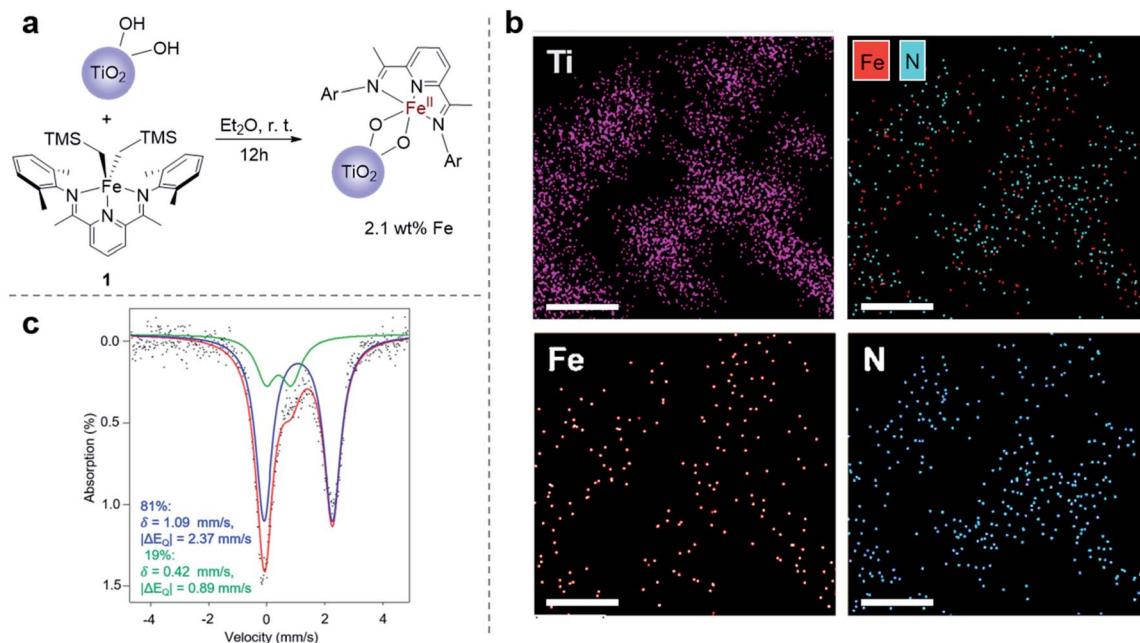 a
OH
OH
TiO2
+
TMS
TMS
Fe
N
N
N
1
Et2O, r. t.
12h
Ar
N
N
FeII
N
O
O
Ar
TiO2
2.1 wt% Fe
b
Ti
Fe N
Fe
N
c
0.0
0.5
1.0
1.5
Absorption (%)
81%:
δ = 1.09 mm/s,
|ΔEQ| = 2.37 mm/s
19%:
δ = 0.42 mm/s,
|ΔEQ| = 0.89 mm/s
-4 -2 0 2 4
Velocity (mm/s)